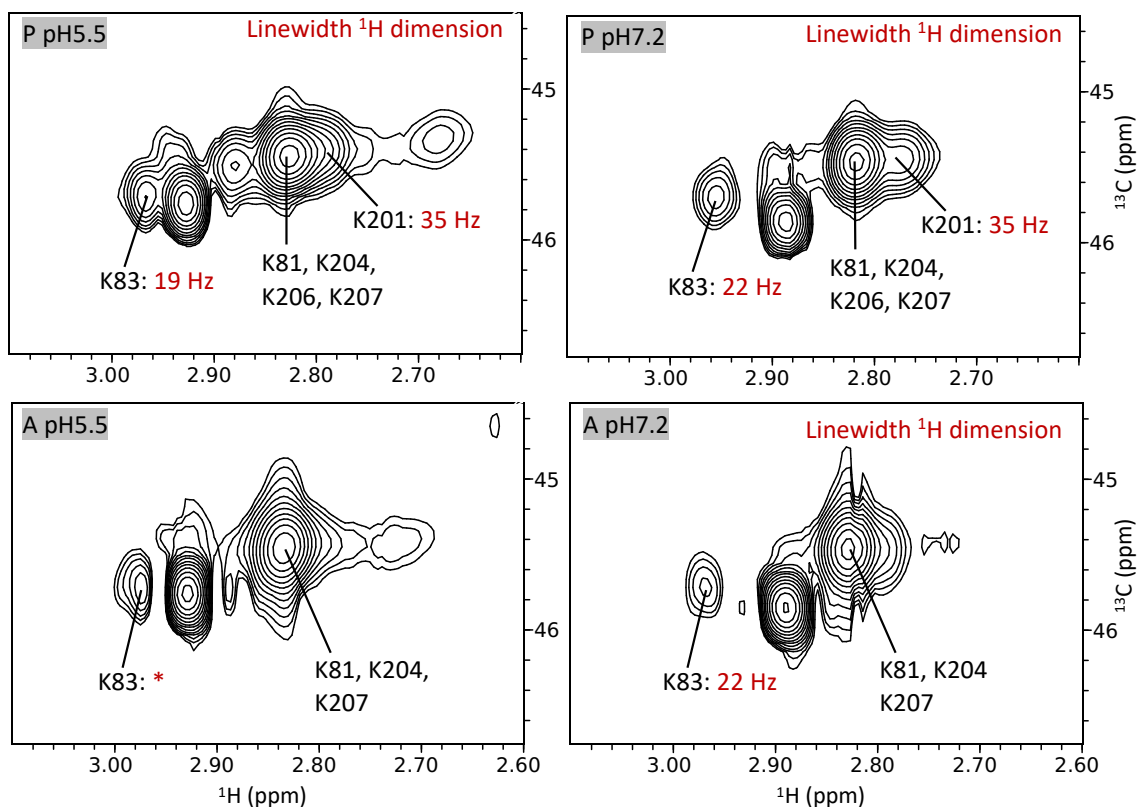 P pH5.5
Linewidth ¹H dimension
45
46
K83: 19 Hz
K81, K204,
K206, K207
K201: 35 Hz
3.00 2.90 2.80 2.70
P pH7.2
Linewidth ¹H dimension
45
46
¹³C (ppm)
K83: 22 Hz
K81, K204,
K206, K207
K201: 35 Hz
3.00 2.90 2.80 2.70
A pH5.5
45
46
K83: *
K81, K204,
K207
3.00 2.90 2.80 2.70 2.60
¹H (ppm)
A pH7.2
Linewidth ¹H dimension
45
46
¹³C (ppm)
K83: 22 Hz
K81, K204
K207
3.00 2.90 2.80 2.70 2.60
¹H (ppm)